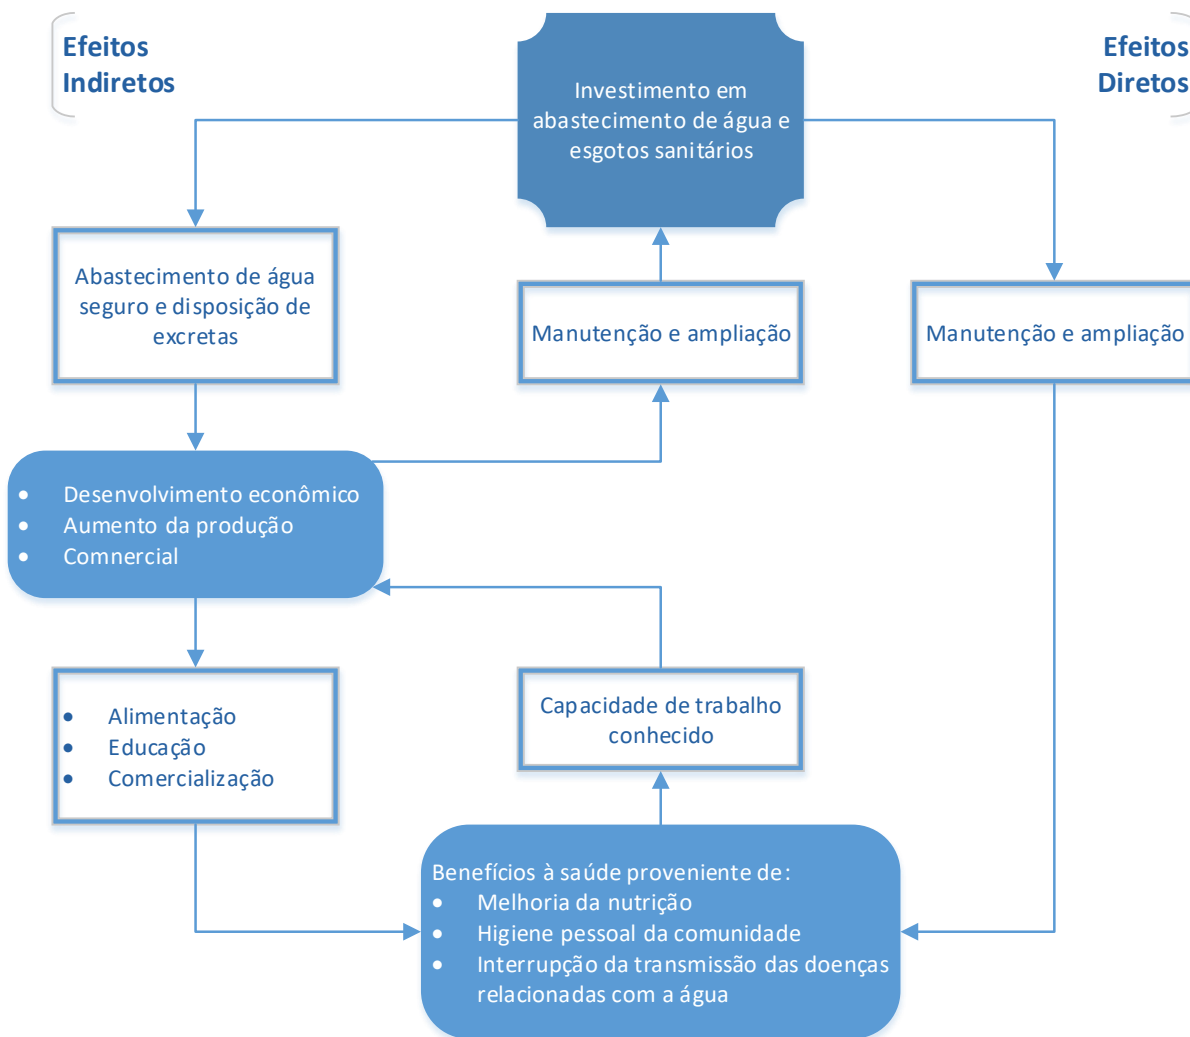 Efeitos
Indiretos
Efeitos
Diretos
Investimento em
abastecimento de água e
esgotos sanitários
Abastecimento de água
seguro e disposição de
excretas
Manutenção e ampliação
Manutenção e ampliação
• Desenvolvimento econômico
• Aumento da produção
• Comnercial
• Alimentação
• Educação
• Comercialização
Capacidade de trabalho
conhecido
Benefícios à saúde proveniente de:
• Melhoria da nutrição
• Higiene pessoal da comunidade
• Interrupção da transmissão das doenças
relacionadas com a água